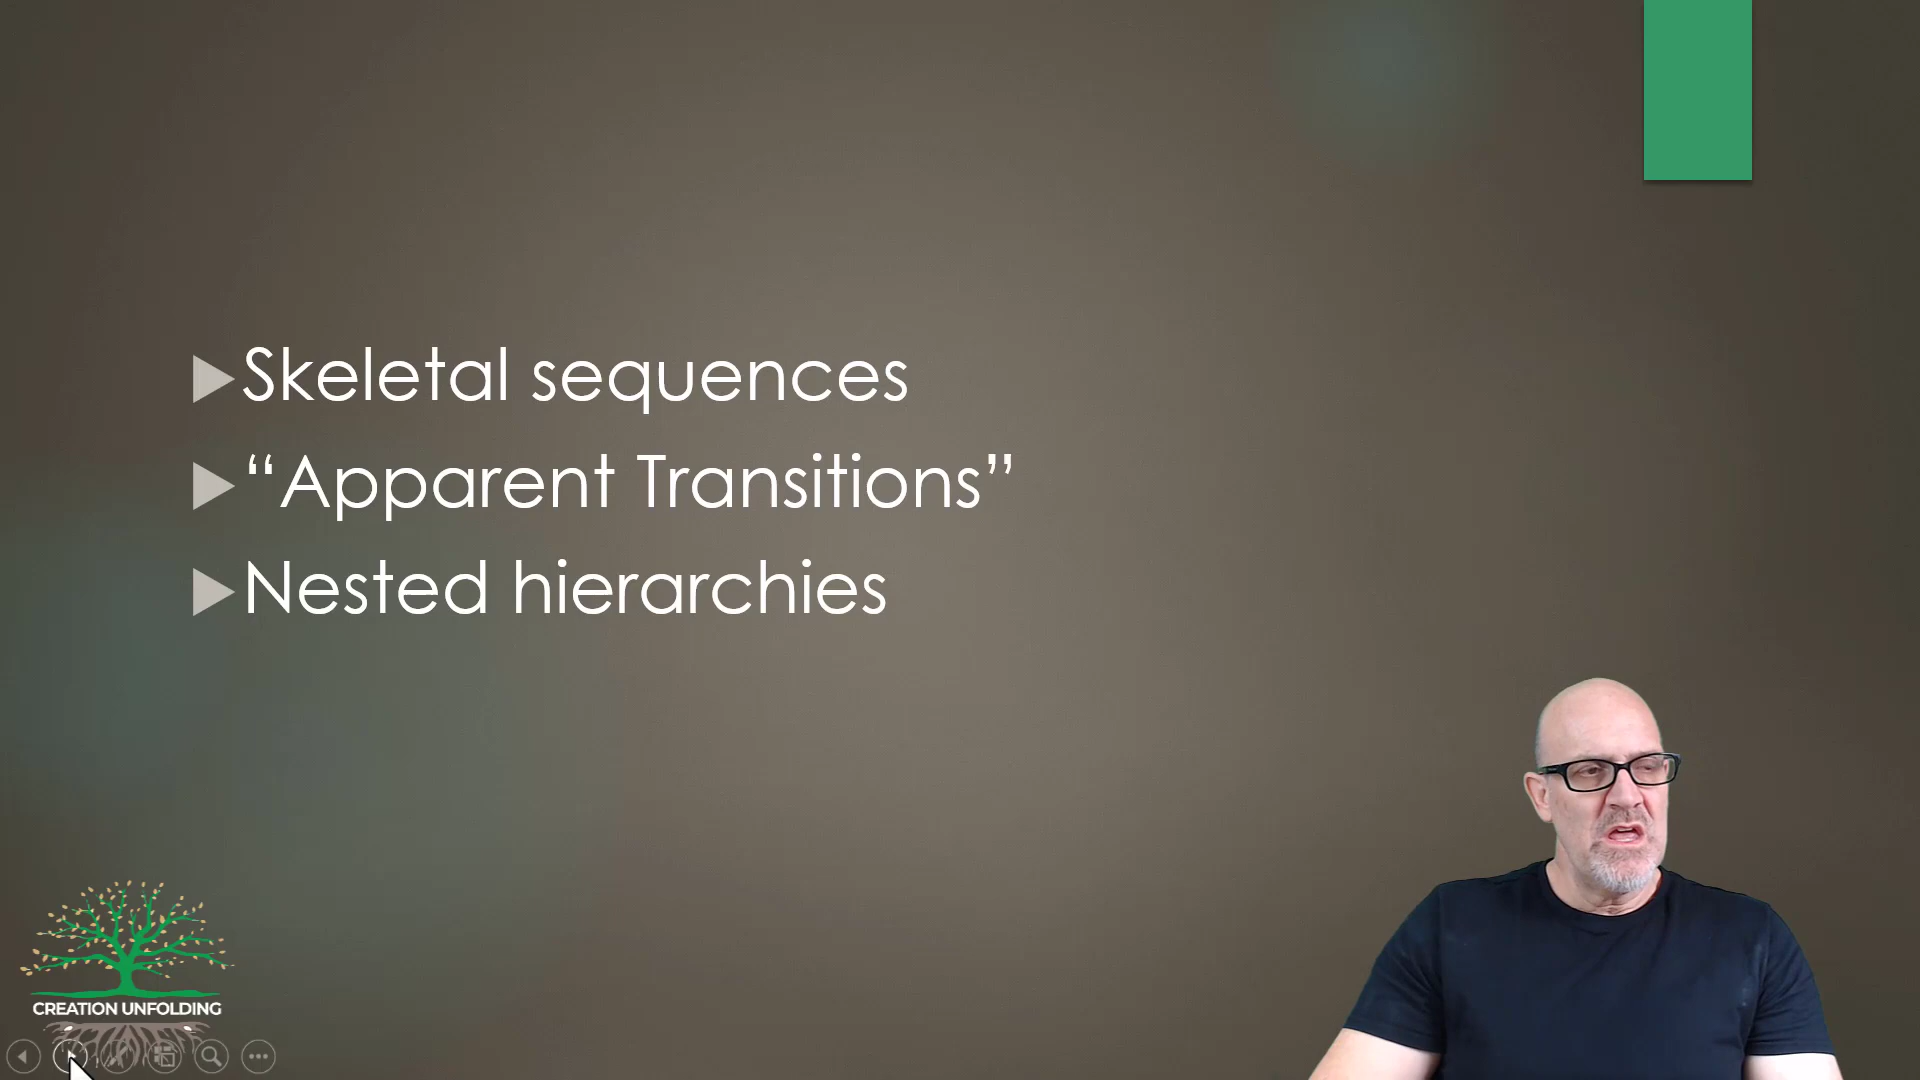 Skeletal sequences
“Apparent Transitions”
Nested hierarchies
CREATION UNFOLDING